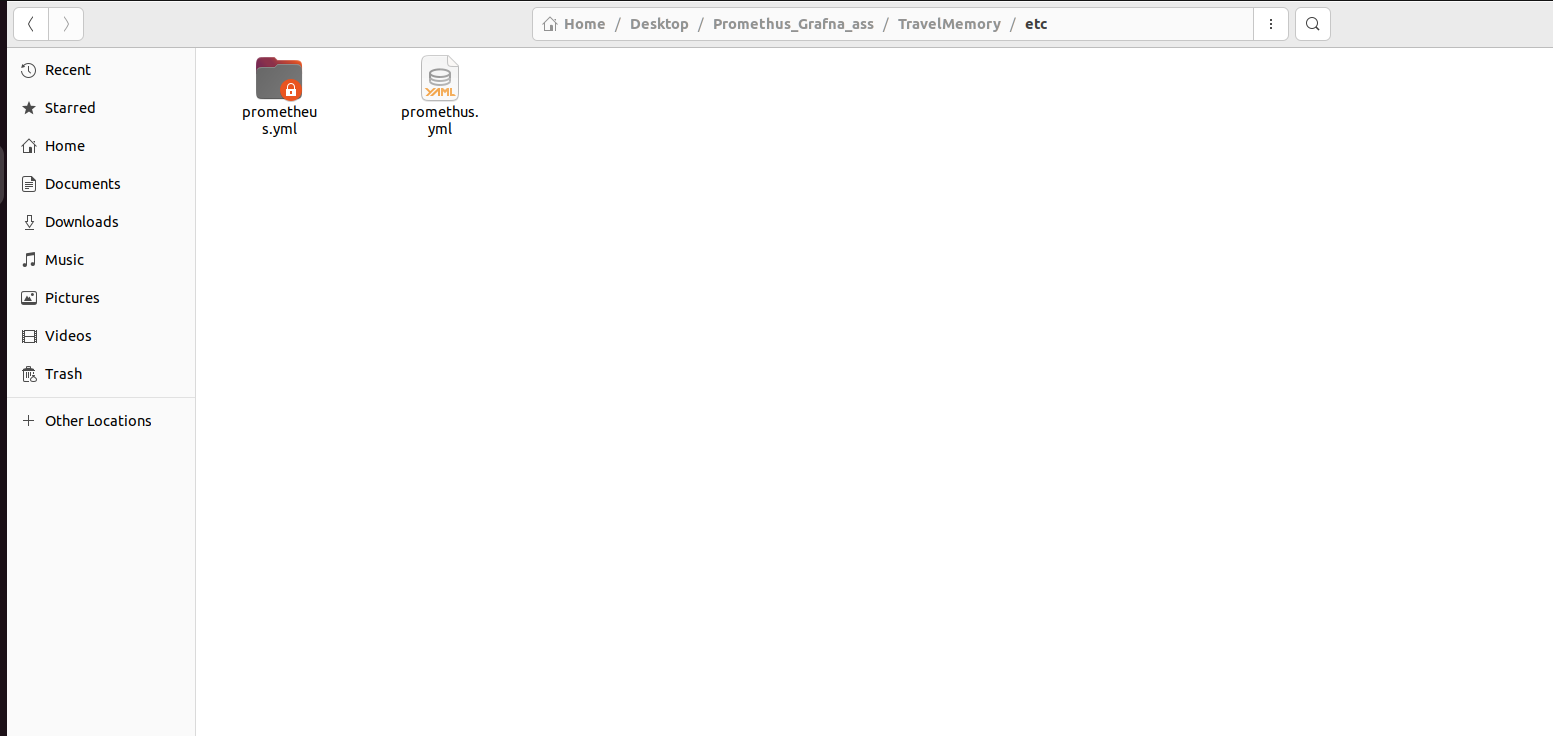 Home / Desktop / Promethus_Grafna_ass / TravelMemory / etc
Recent
Starred
Home
Documents
Downloads
Music
Pictures
Videos
Trash
Other Locations
prometheu
s.yml
YAML
promethus.
yml